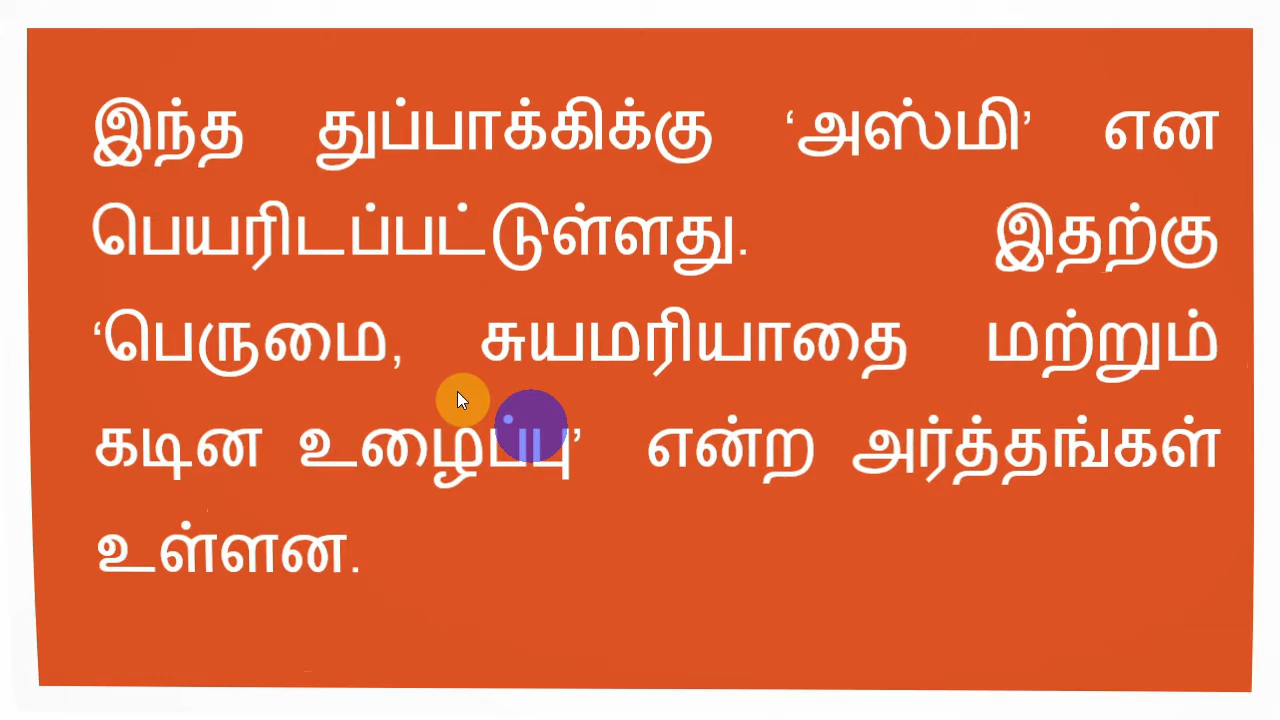 இந்த துப்பாக்கிக்கு ‘அஸ்மி’ என
பெயரிடப்பட்டுள்ளது. இதற்கு
‘பெருமை, சுயமரியாதை மற்றும்
கடின உழைப்பு’ என்ற அர்த்தங்கள்
உள்ளன.